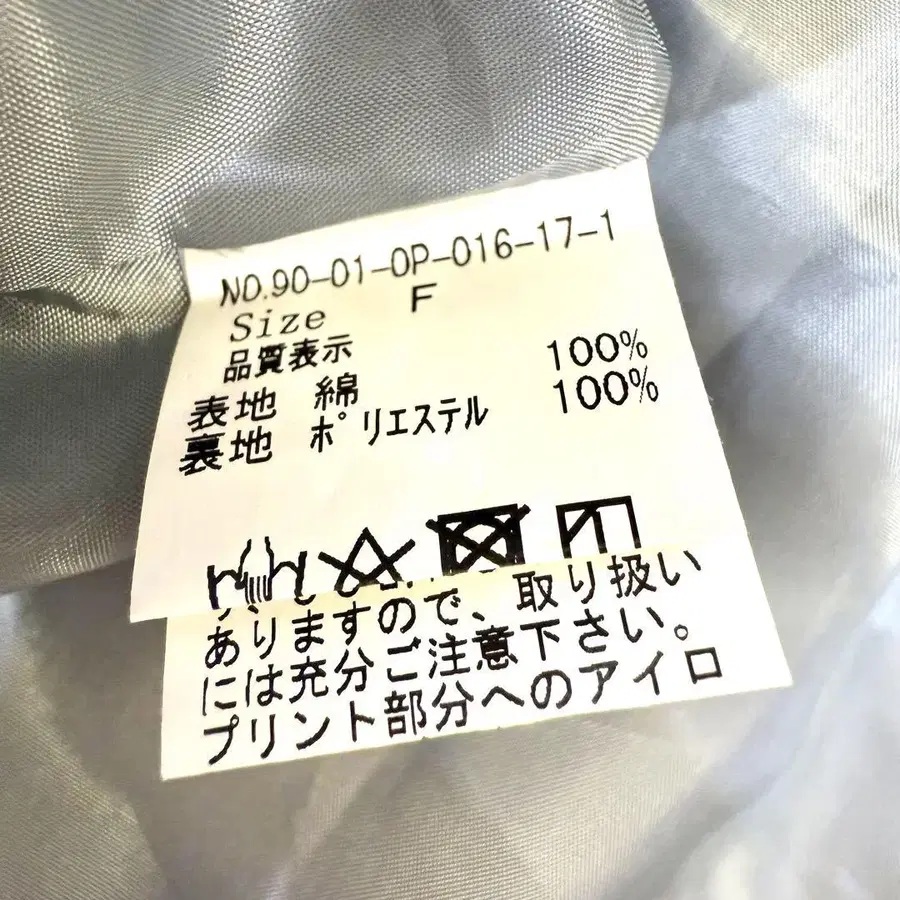 NO.90-01-OP-016-17-1
Size F
品質表示
表地 綿 100%
裏地 ポリエステル 100%
ありますので、取り扱い
には充分ご注意下さい。
プリント部分へのアイロ